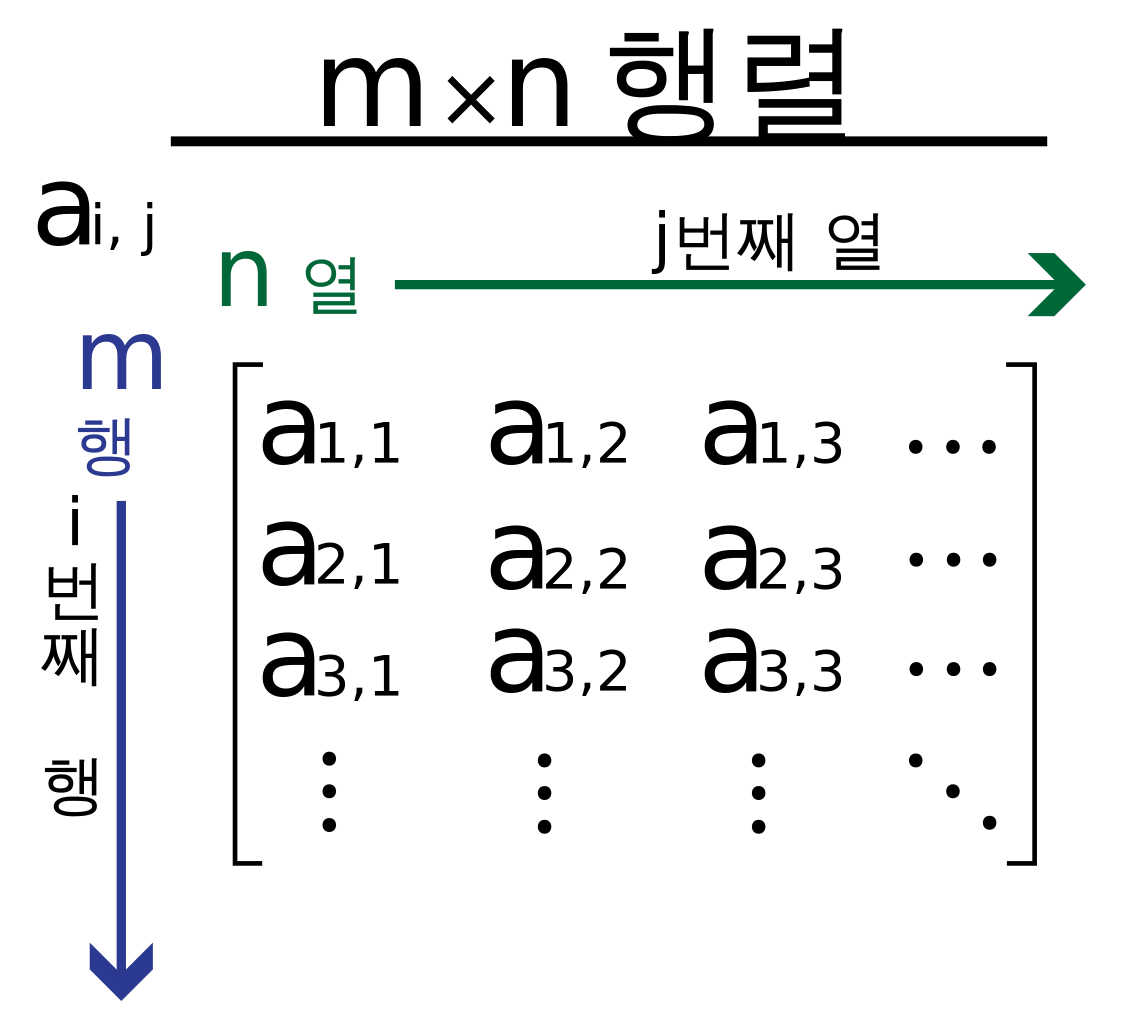 m×n 행렬
a i, j
j번째 열
n 열
m
행
i
번
째
행
a1,1 a1,2 a1,3 ···
a2,1 a2,2 a2,3 ···
a3,1 a3,2 a3,3 ···
⋮ ⋮ ⋮ ⋱